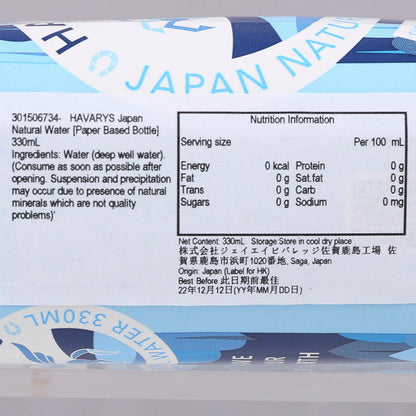 JAPAN NATU
301506734- HAVARYS Japan
Natural Water [Paper Based Bottle]
330mL
Ingredients: Water (deep well water).
(Consume as soon as possible after
opening. Suspension and precipitation
may occur due to presence of natural
minerals which are not quality
problems)'
Nutrition Information
Serving size Per 100 mL
Energy 0 kcal Protein 0 g
Fat 0 g Sat.fat 0 g
Trans 0 g Carb 0 g
Sugars 0 g Sodium 0 mg
Net Content: 330mL Storage:Store in cool dry place
株式会社ジェイエイビバレッジ佐賀鹿島工場 佐
賀県鹿島市浜町1020番地, Saga, Japan
Origin: Japan (Label for HK)
Best Before 此日期前最佳
22年12月12日(YY年MM月DD日)
WATER 330ML